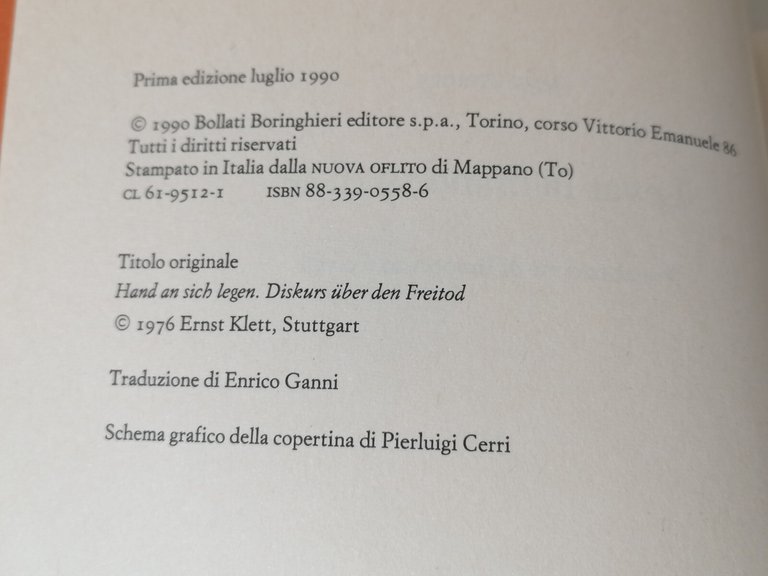 Prima edizione luglio 1990
© 1990 Bollati Boringhieri editore s.p.a., Torino, corso Vittorio Emanuele 86
Tutti i diritti riservati
Stampato in Italia dalla NUOVA OFLITO di Mappano (To)
CL 61-9512-1 ISBN 88-339-0558-6
Titolo originale
Hand an sich legen. Diskurs über den Freitod
© 1976 Ernst Klett, Stuttgart
Traduzione di Enrico Ganni
Schema grafico della copertina di Pierluigi Cerri